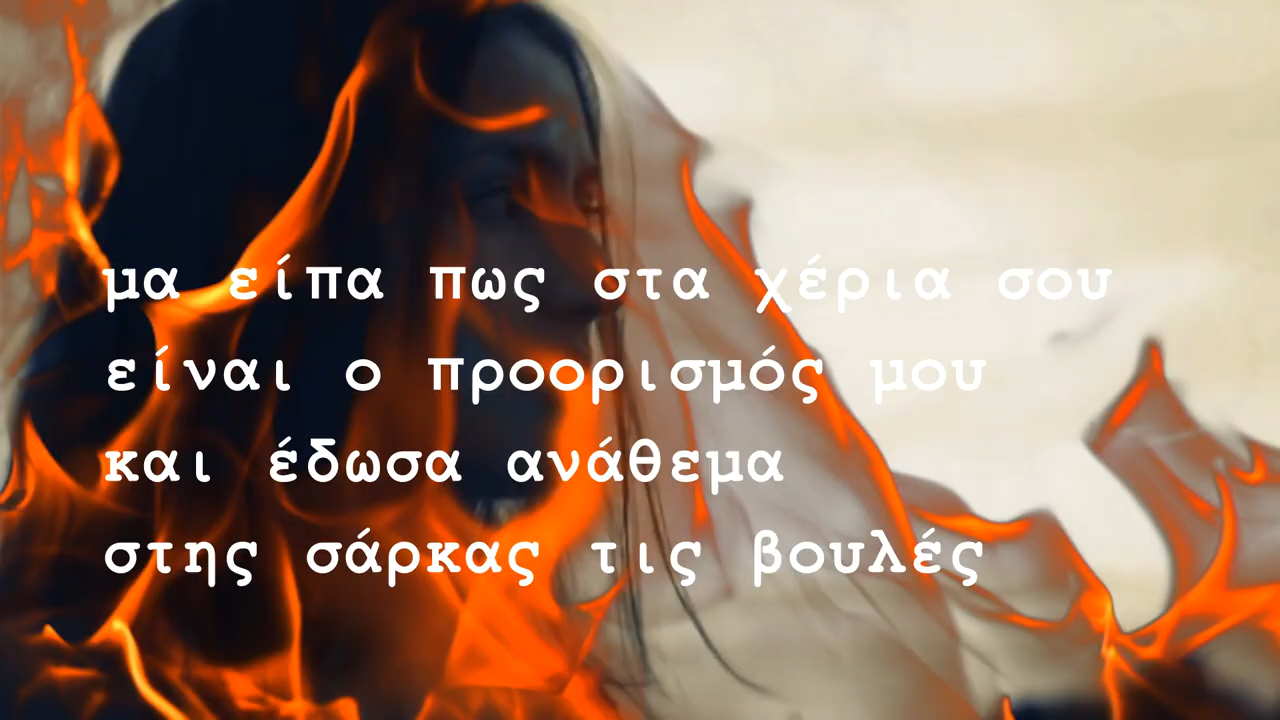 μα είπα πως στα χέρια σου
είναι ο προορισμός μου
και έδωσα ανάθεμα
στης σάρκας τις βουλές